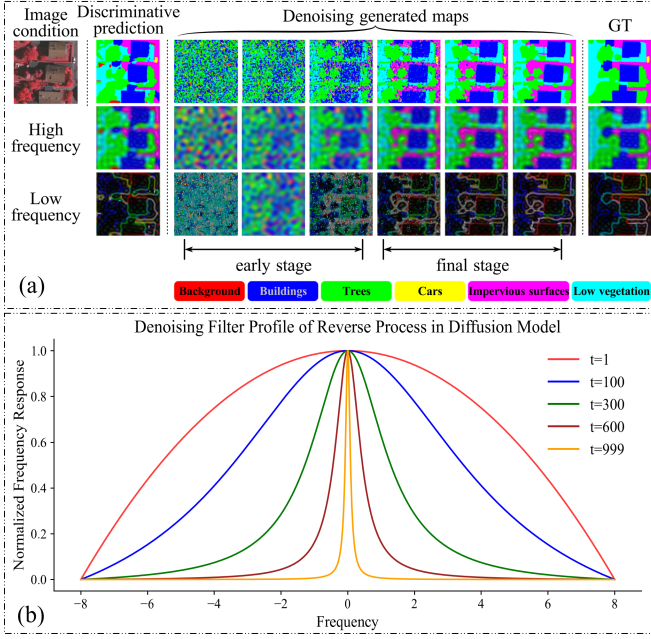 Image condition
Discriminative prediction
Denoising generated maps
GT
High frequency
Low frequency
early stage
final stage
(a)
Background
Buildings
Trees
Cars
Impervious surfaces
Low vegetation
Denoising Filter Profile of Reverse Process in Diffusion Model
Normalized Frequency Response
1.0
0.8
0.6
0.4
0.2
0.0
t=1
t=100
t=300
t=600
t=999
−8
−6
−4
−2
0
2
4
6
8
Frequency
(b)